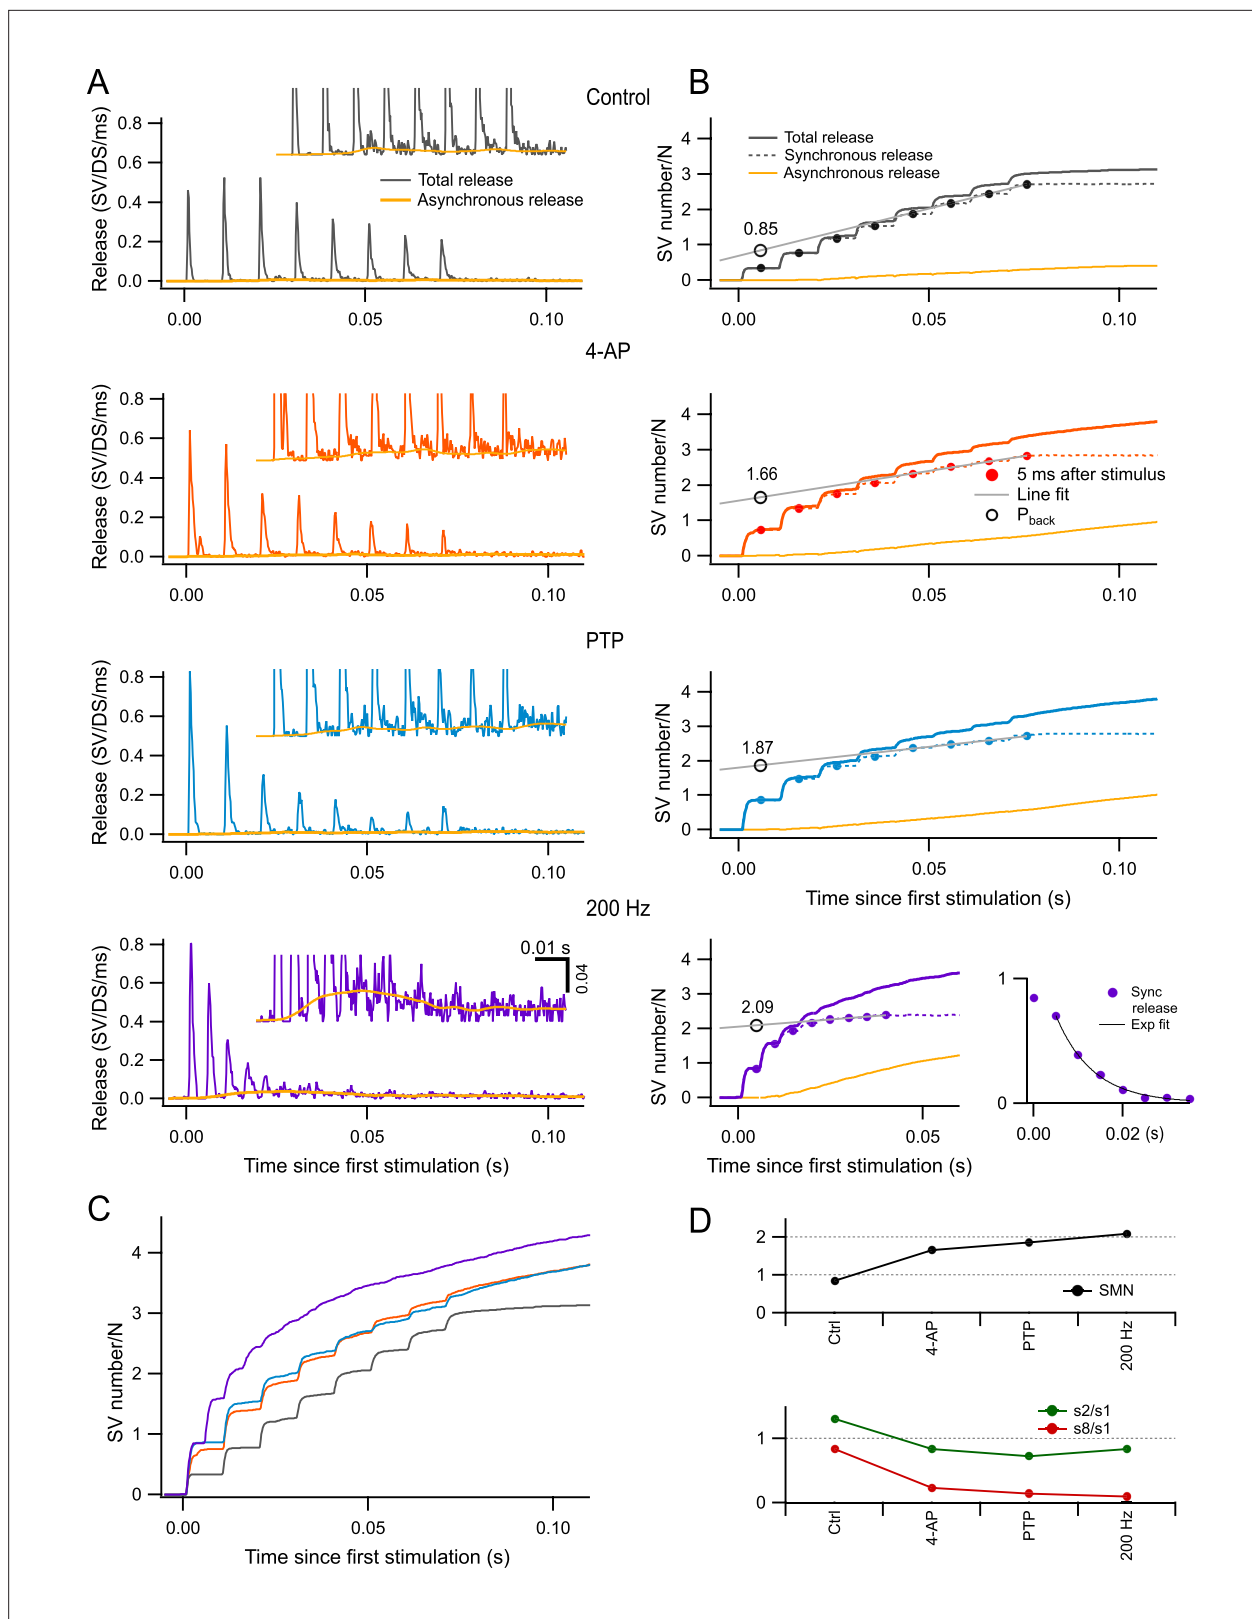 A
B
Control
Release (SV/DS/ms)
0.8
0.6
0.4
0.2
0.0
Total release
Asynchronous release
0.00
0.05
0.10
SV number/N
4
3
2
1
0
Total release
Synchronous release
Asynchronous release
0.85
0.00
0.05
0.10
4-AP
Release (SV/DS/ms)
0.8
0.6
0.4
0.2
0.0
0.00
0.05
0.10
SV number/N
4
3
2
1
0
1.66
5 ms after stimulus
Line fit
Pback
0.00
0.05
0.10
PTP
Release (SV/DS/ms)
0.8
0.6
0.4
0.2
0.0
0.00
0.05
0.10
SV number/N
4
3
2
1
0
1.87
0.00
0.05
0.10
Time since first stimulation (s)
200 Hz
Release (SV/DS/ms)
0.8
0.6
0.4
0.2
0.0
0.01 s
0.04
0.00
0.05
0.10
Time since first stimulation (s)
SV number/N
4
3
2
1
0
2.09
0.00
0.05
Time since first stimulation (s)
1
0
Sync
release
Exp fit
0.00
0.02 (s)
C
SV number/N
4
3
2
1
0
0.00
0.05
0.10
Time since first stimulation (s)
D
2
1
0
SMN
Ctrl
4-AP
PTP
200 Hz
1
0
s2/s1
s8/s1
Ctrl
4-AP
PTP
200 Hz